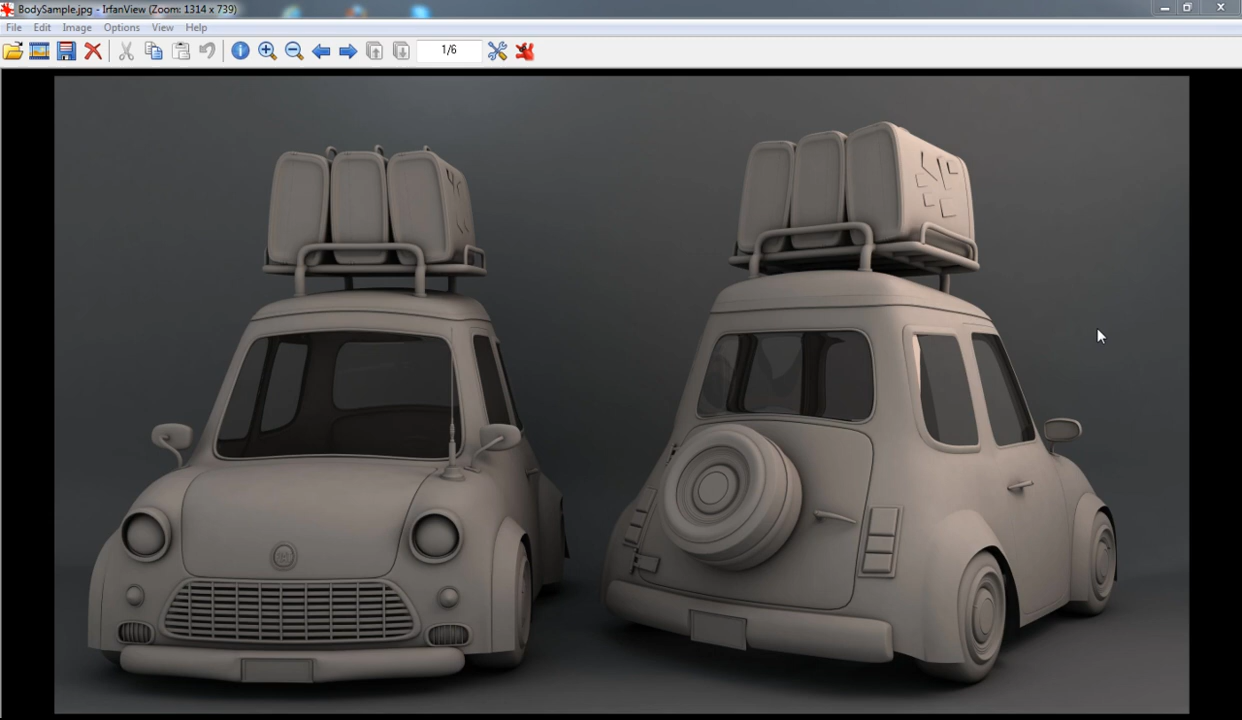 BodySample.jpg - IrfanView (Zoom: 1314 x 739)
File Edit Image Options View Help
1/6